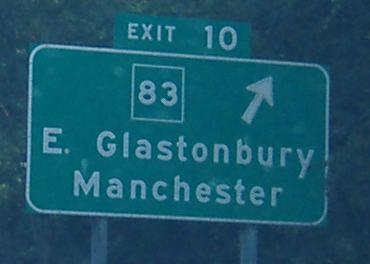 EXIT 10
83
E. Glastonbury
Manchester